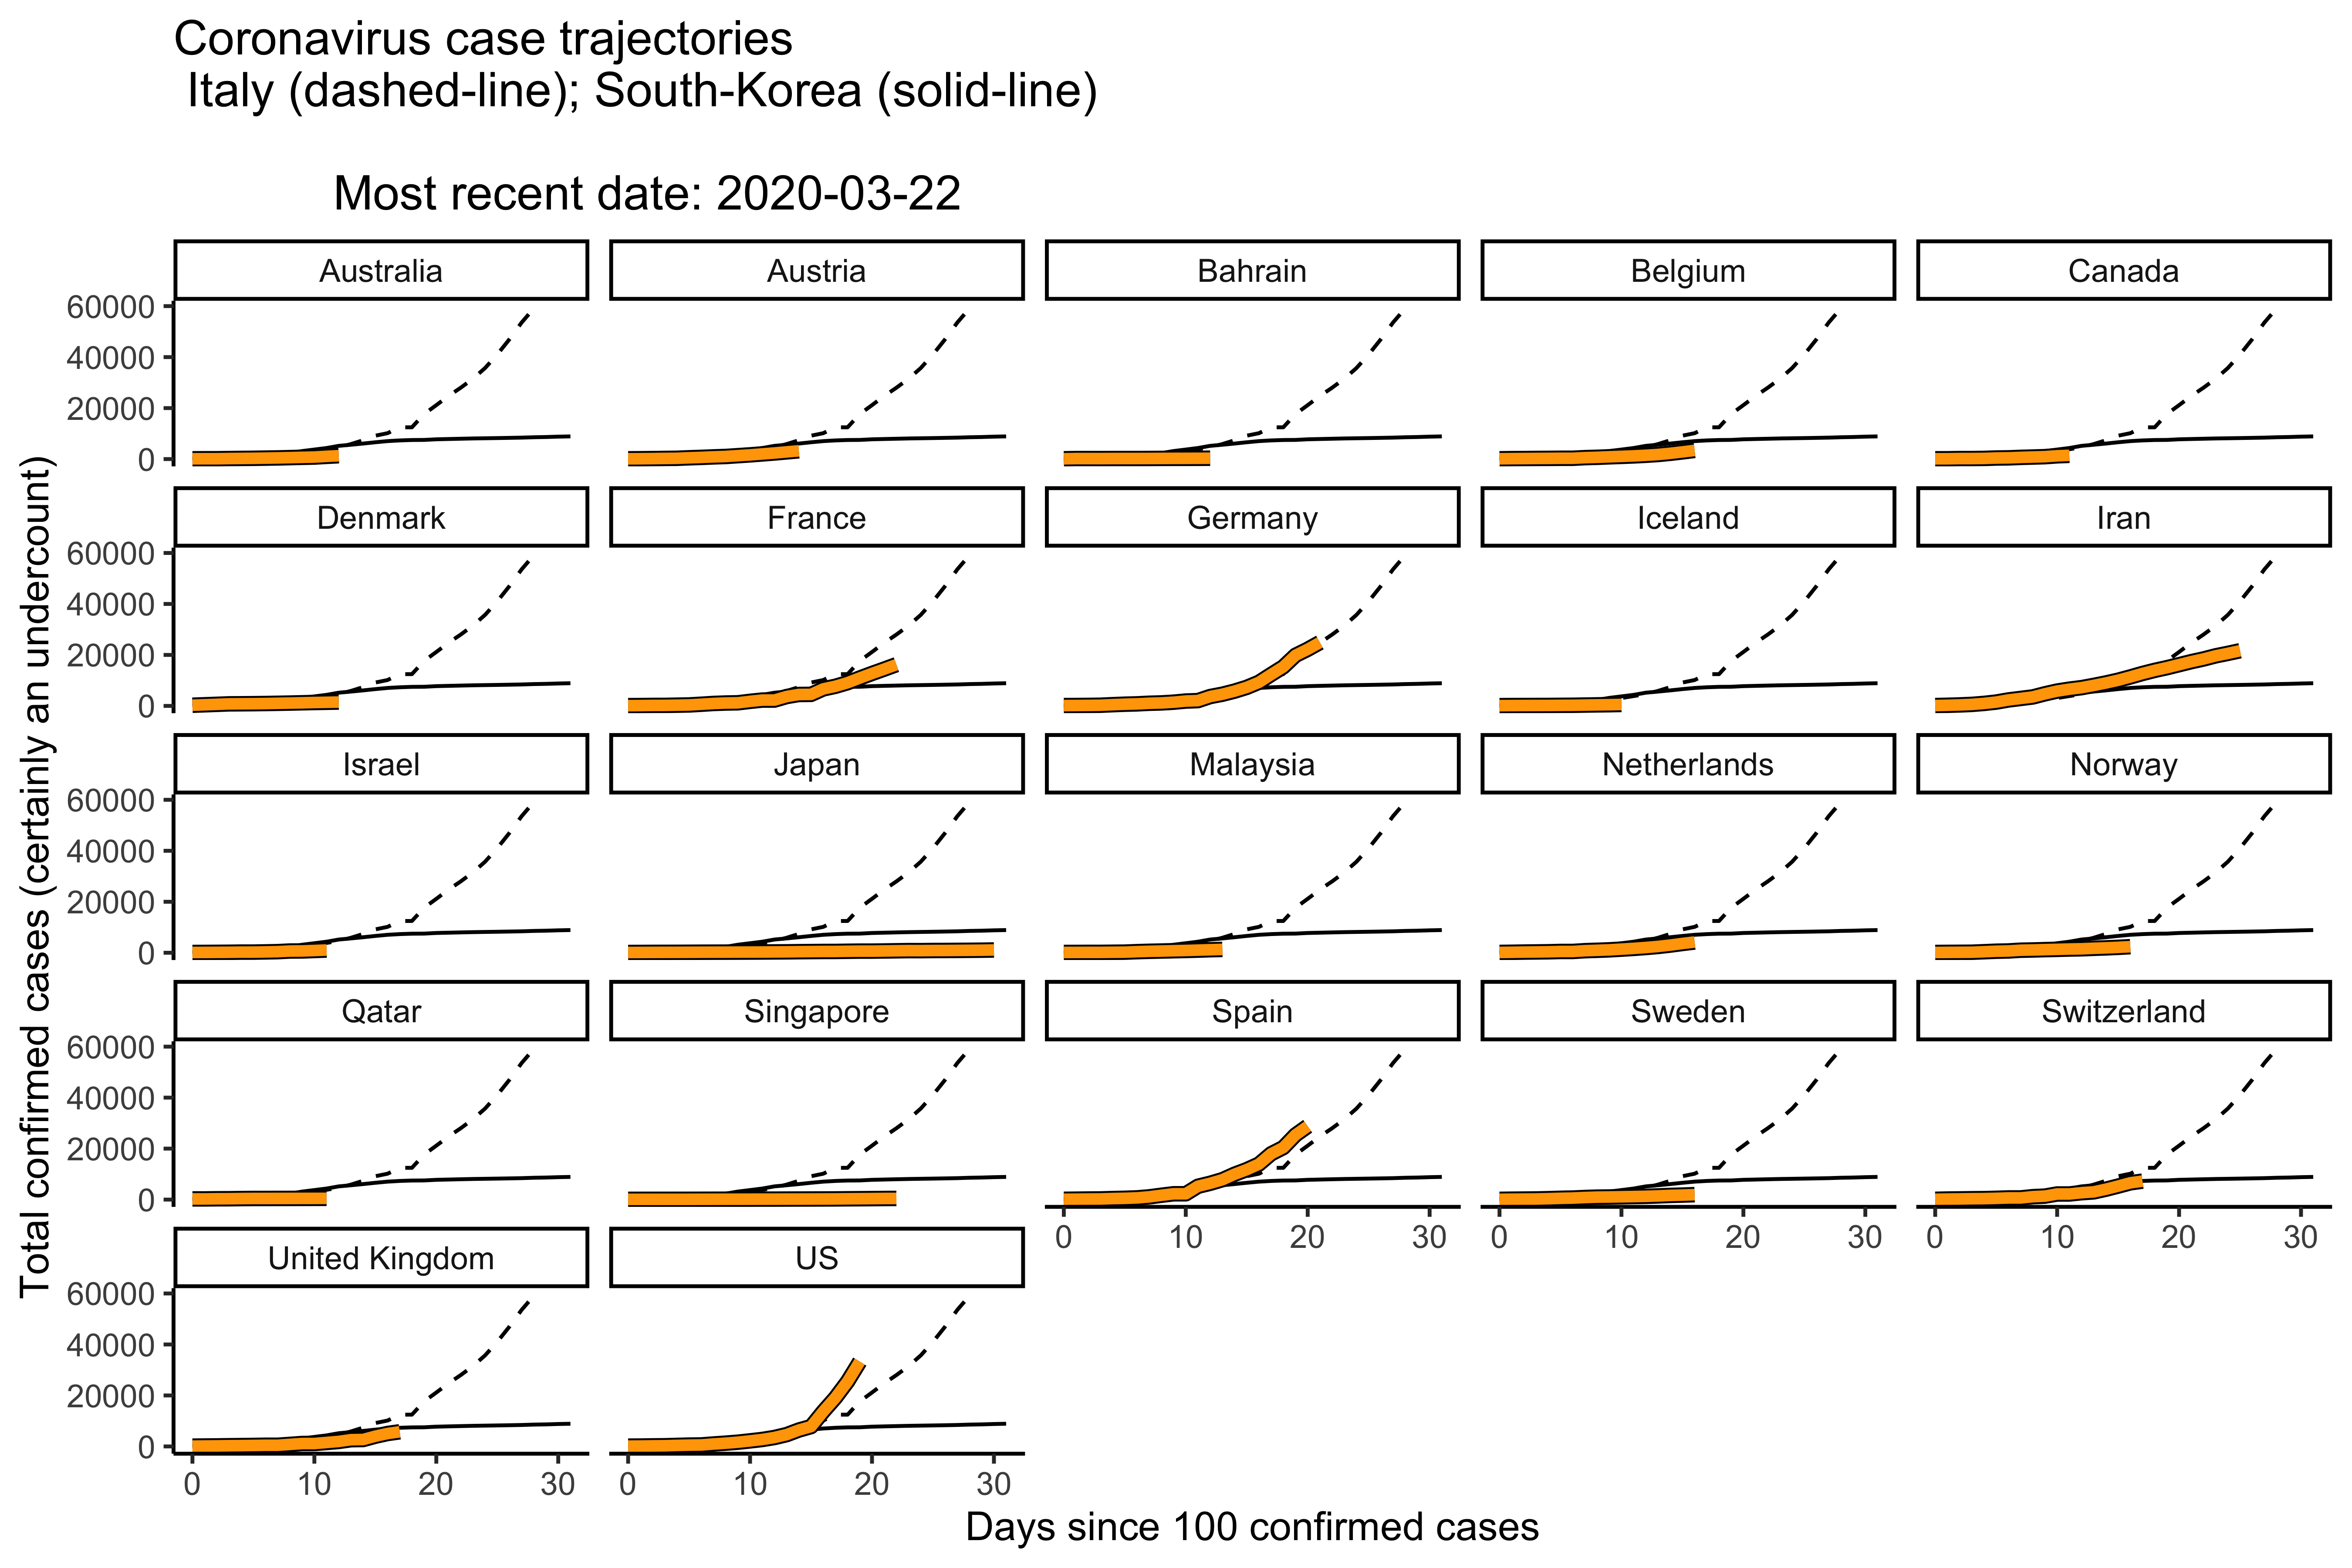 Coronavirus case trajectories
Italy (dashed-line); South-Korea (solid-line)
Most recent date: 2020-03-22
Total confirmed cases (certainly an undercount)
Australia Austria Bahrain Belgium Canada
60000
40000
20000
0
Denmark France Germany Iceland Iran
60000
40000
20000
0
Israel Japan Malaysia Netherlands Norway
60000
40000
20000
0
Qatar Singapore Spain Sweden Switzerland
60000
40000
20000
0
0 10 20 30 0 10 20 30 0 10 20 30
United Kingdom US
60000
40000
20000
0
0 10 20 30 0 10 20 30
Days since 100 confirmed cases